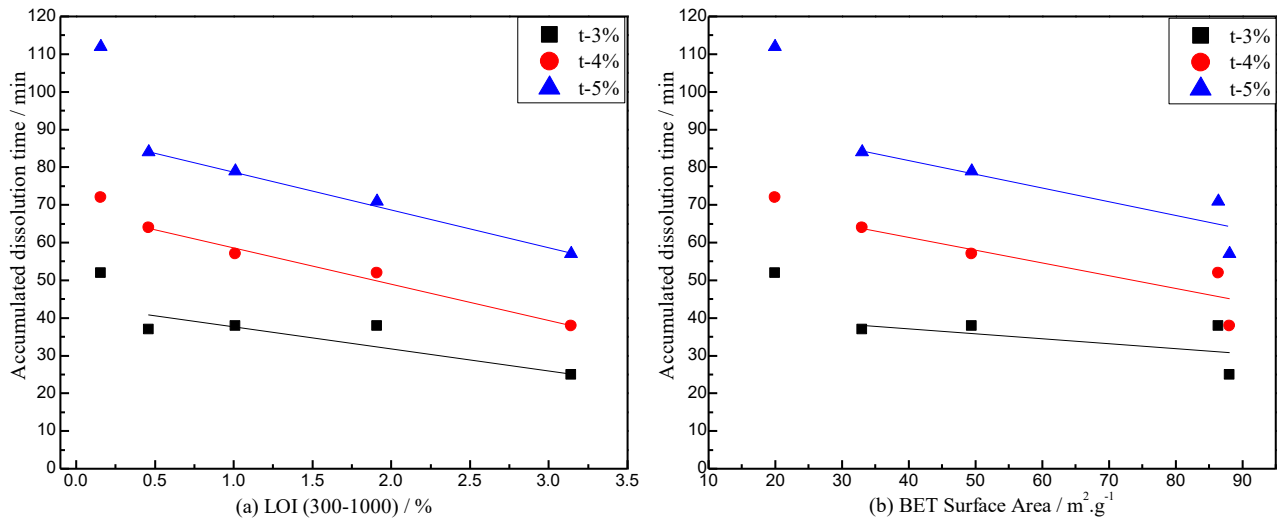 Accumulated dissolution time / min
120
110
100
90
80
70
60
50
40
30
20
10
0
0.0 0.5 1.0 1.5 2.0 2.5 3.0 3.5
t-3%
t-4%
t-5%
(a) LOI (300-1000) / %
Accumulated dissolution time / min
120
110
100
90
80
70
60
50
40
30
20
10
0
10 20 30 40 50 60 70 80 90
t-3%
t-4%
t-5%
(b) BET Surface Area / m².g⁻¹